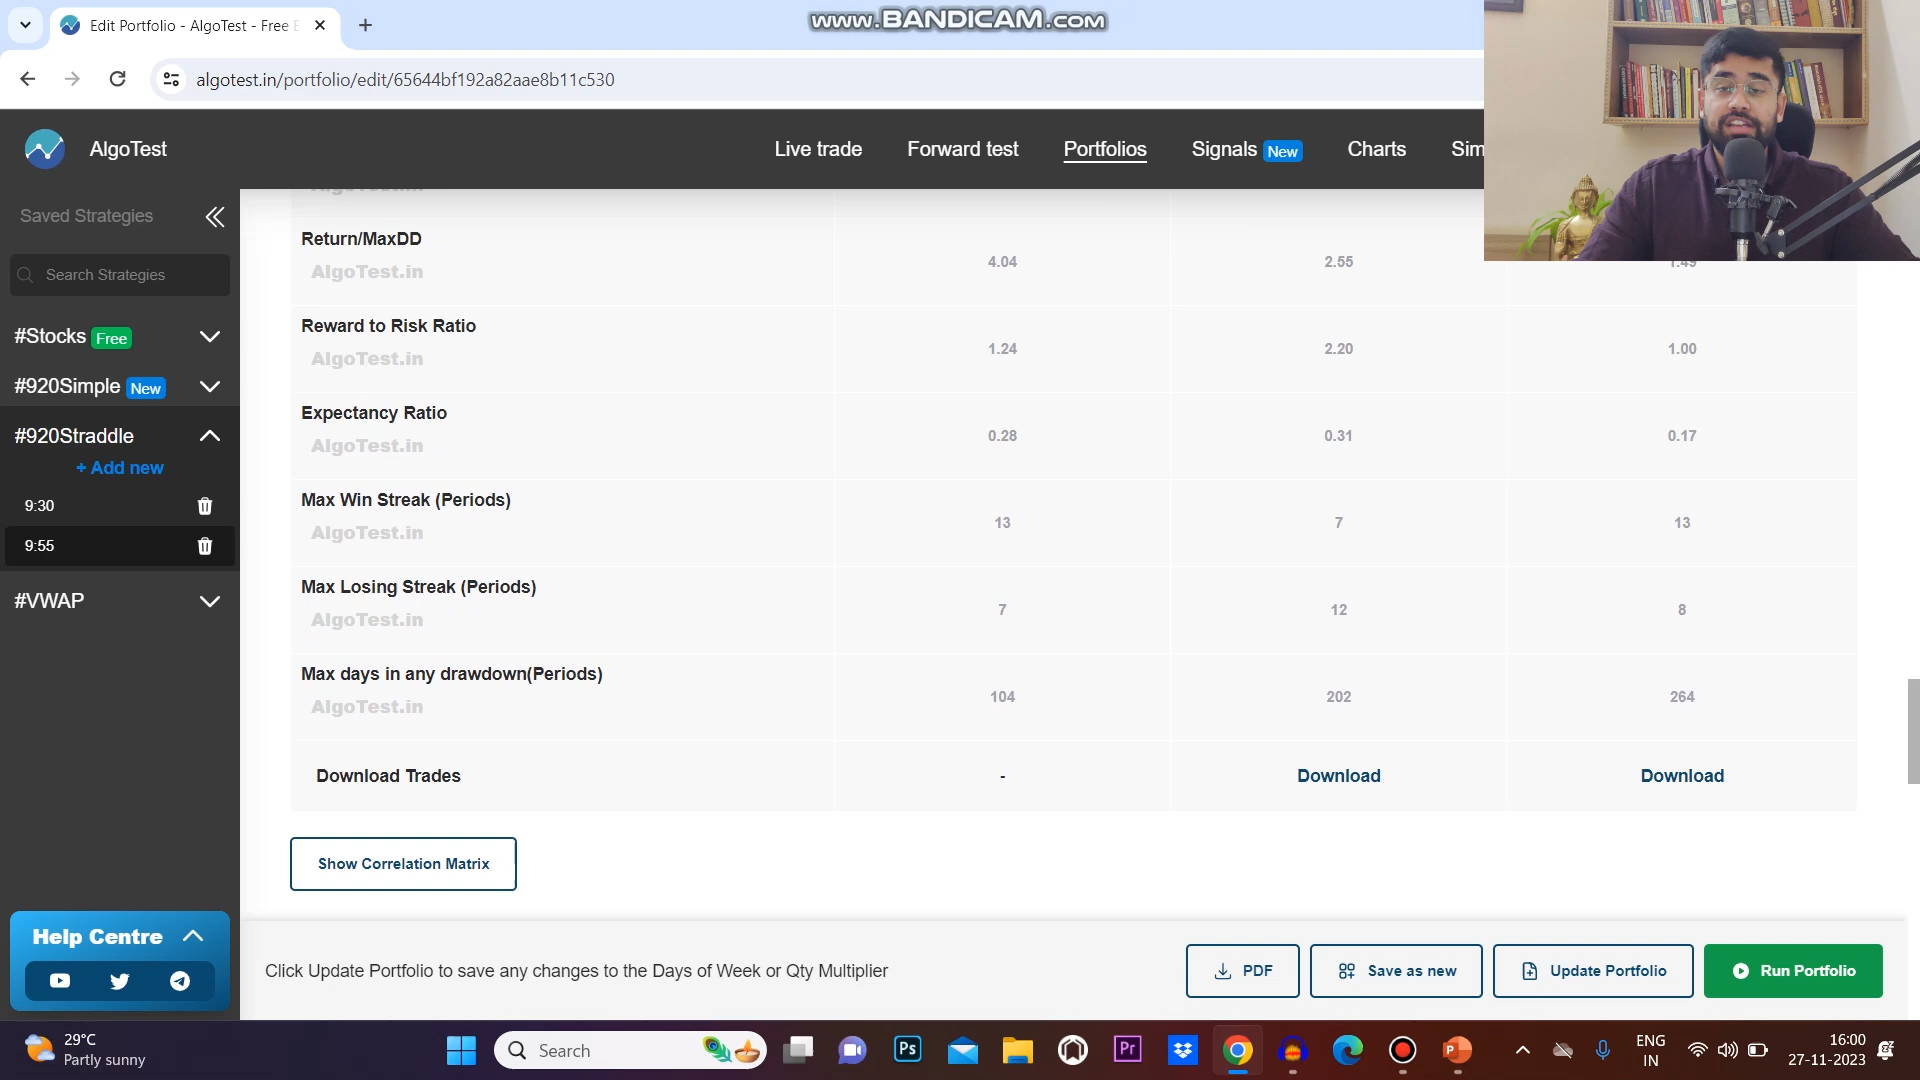 Edit Portfolio - AlgoTest - Free
www.BANDICAM.com
algotest.in/portfolio/edit/65644bf192a82aae8b11c530
AlgoTest
Live trade
Forward test
Portfolios
Signals New
Charts
Sim
Saved Strategies
Search Strategies
#Stocks Free
#920Simple New
#920Straddle
+ Add new
9:30
9:55
#VWAP
AlgoTest.in
Return/MaxDD
AlgoTest.in
4.04
2.55
1.49
Reward to Risk Ratio
AlgoTest.in
1.24
2.20
1.00
Expectancy Ratio
AlgoTest.in
0.28
0.31
0.17
Max Win Streak (Periods)
AlgoTest.in
13
7
13
Max Losing Streak (Periods)
AlgoTest.in
7
12
8
Max days in any drawdown(Periods)
AlgoTest.in
104
202
264
Download Trades
-
Download
Download
Show Correlation Matrix
Help Centre
Click Update Portfolio to save any changes to the Days of Week or Qty Multiplier
PDF
Save as new
Update Portfolio
Run Portfolio
29°C
Partly sunny
Search
Ps
Pr
P
ENG
IN
16:00
27-11-2023